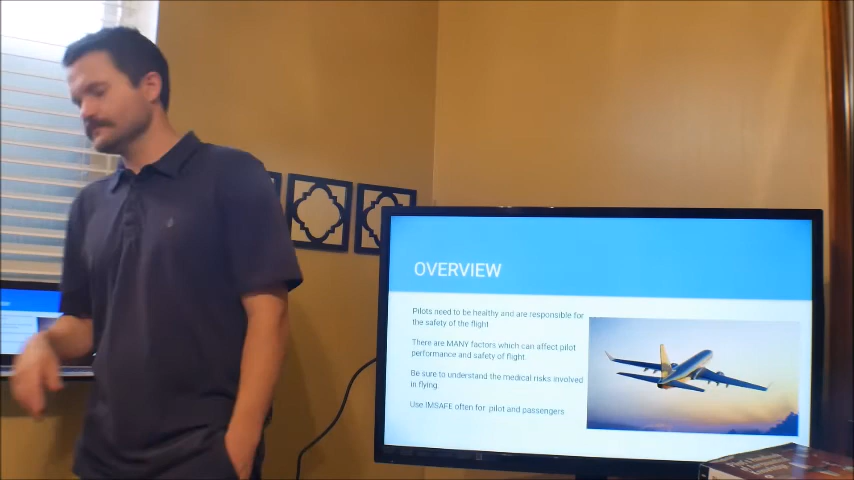 OVERVIEW
Pilots need to be healthy and are responsible for
the safety of the flight
There are MANY factors which can affect pilot
performance and safety of flight
Be sure to understand the medical risks involved
in flying.
Use IMSAFE often for pilot and passengers